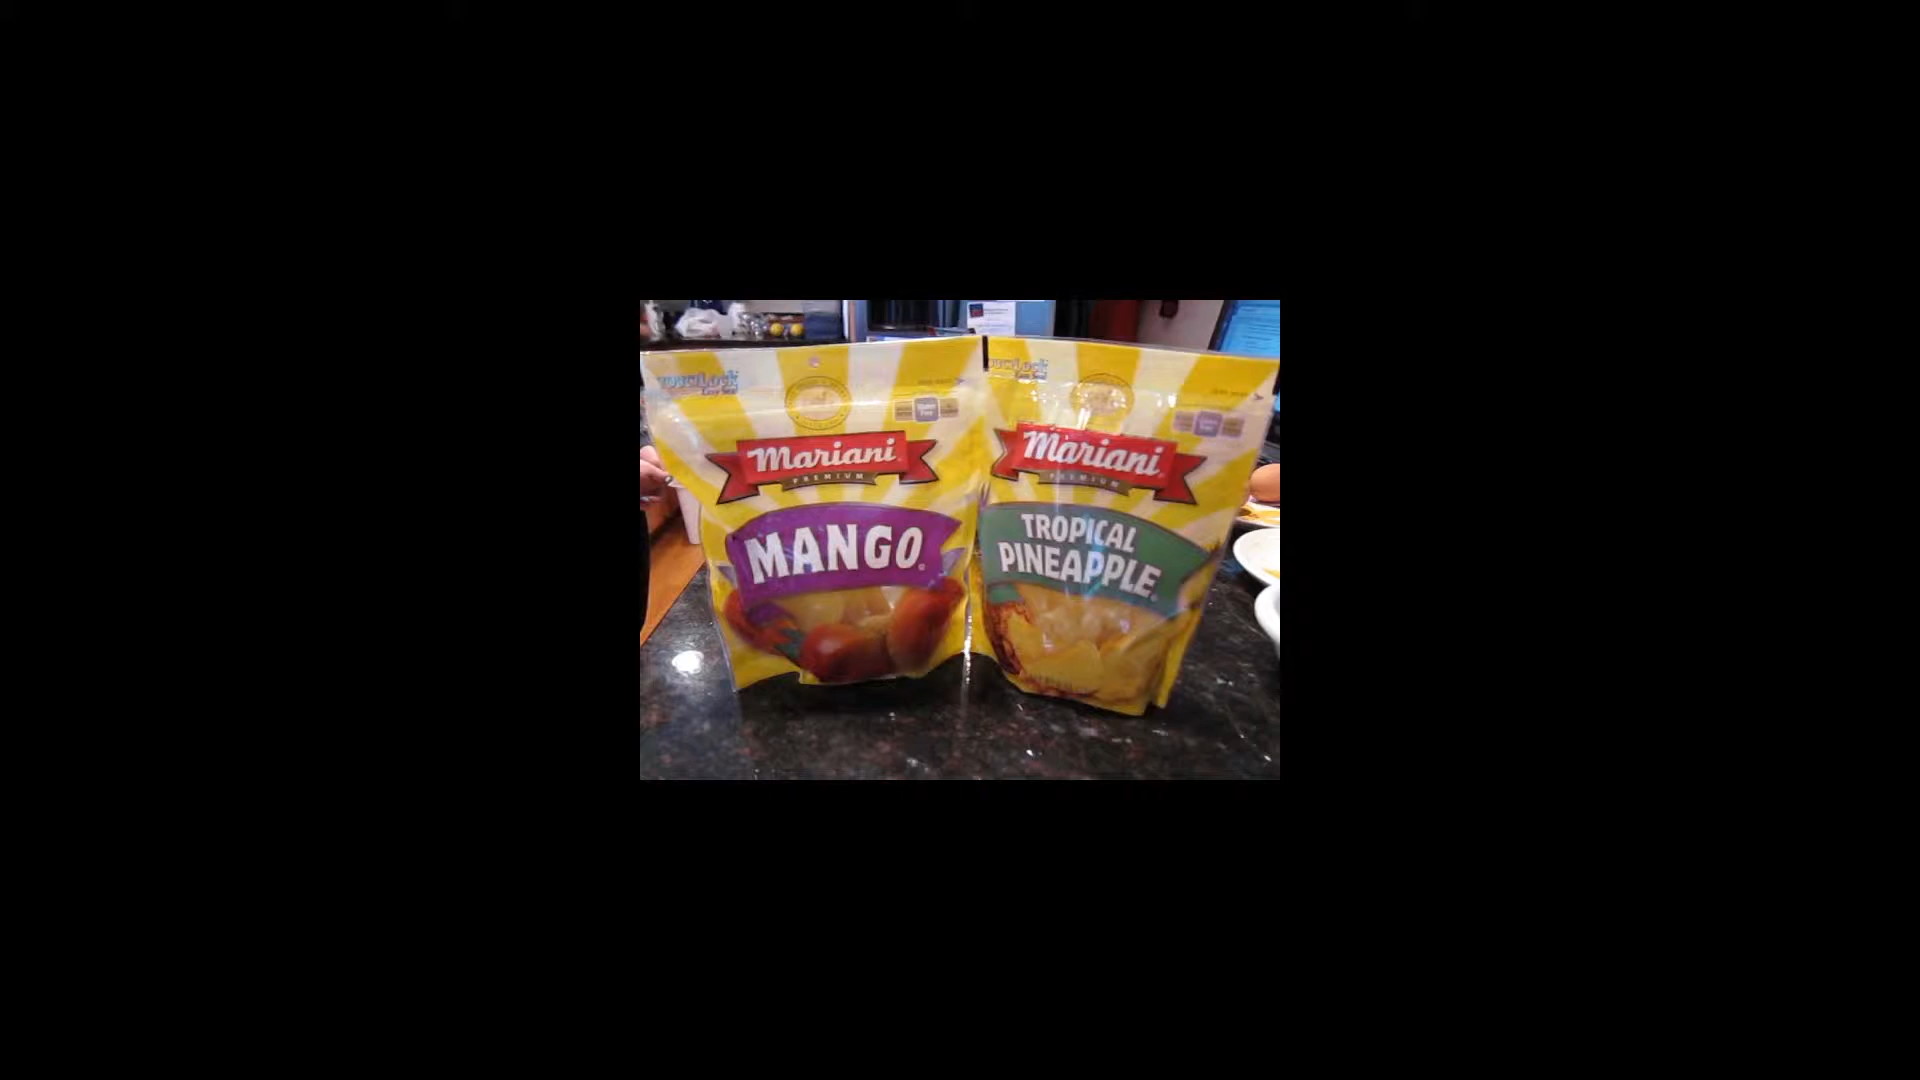 Mariani
PREMIUM
MANGO
Mariani
PREMIUM
TROPICAL
PINEAPPLE